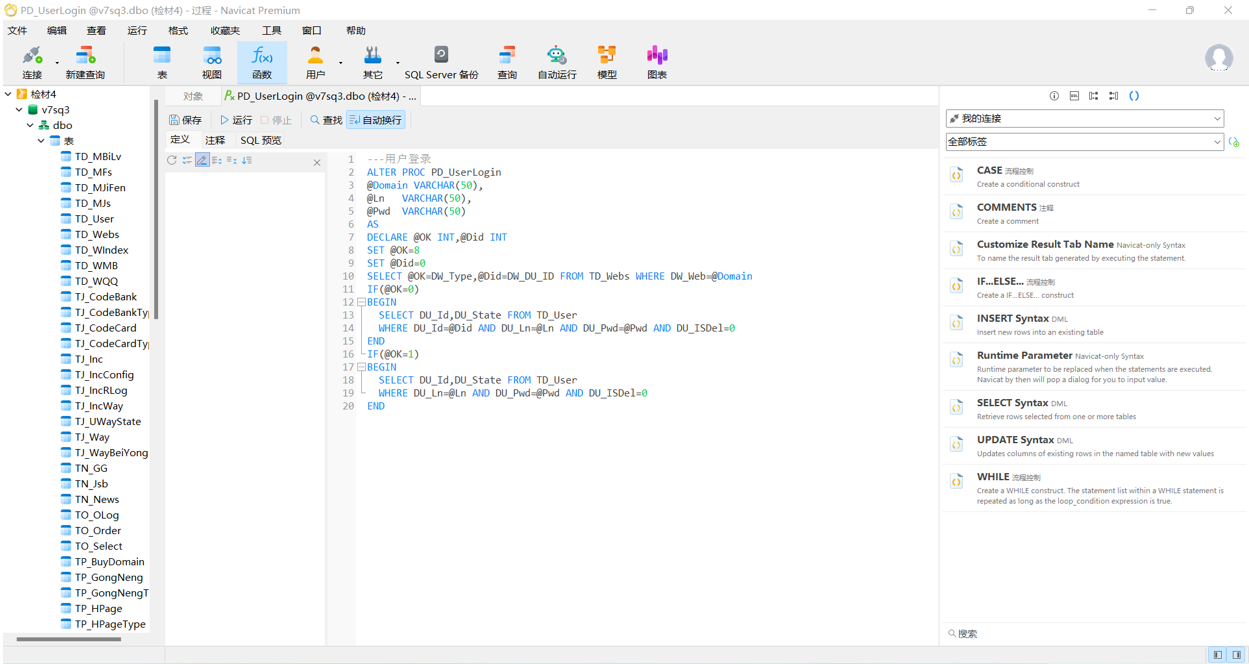 PD_UserLogin @v7sq3.dbo (检材4) - 过程 - Navicat Premium
文件 编辑 查看 运行 格式 收藏夹 工具 窗口 帮助
连接 新建查询 表 视图 函数 用户 其它 SQL Server 备份 查询 自动运行 模型 图表
检材4
v7sq3
dbo
表
TD_MBiLv
TD_MFs
TD_MJiFen
TD_MJs
TD_User
TD_Webs
TD_WIndex
TD_WMB
TD_WQQ
TJ_CodeBank
TJ_CodeBankTyp
TJ_CodeCard
TJ_CodeCardTyp
TJ_Inc
TJ_IncConfig
TJ_IncRLog
TJ_IncWay
TJ_UWayState
TJ_Way
TJ_WayBeiYong
TN_GG
TN_Jsb
TN_News
TO_OLog
TO_Order
TO_Select
TP_BuyDomain
TP_GongNeng
TP_GongNengT
TP_HPage
TP_HPageType
对象 PD_UserLogin @v7sq3.dbo (检材4) - ...
保存 运行 停止 查找 自动换行
定义 注释 SQL 预览
1 ---用户登录
2 ALTER PROC PD_UserLogin
3 @Domain VARCHAR(50),
4 @Ln VARCHAR(50),
5 @Pwd VARCHAR(50)
6 AS
7 DECLARE @OK INT,@Did INT
8 SET @OK=8
9 SET @Did=0
10 SELECT @OK=DW_Type,@Did=DW_DU_ID FROM TD_Webs WHERE DW_Web=@Domain
11 IF(@OK=0)
12 BEGIN
13 SELECT DU_Id,DU_State FROM TD_User
14 WHERE DU_Id=@Did AND DU_Ln=@Ln AND DU_Pwd=@Pwd AND DU_ISDel=0
15 END
16 IF(@OK=1)
17 BEGIN
18 SELECT DU_Id,DU_State FROM TD_User
19 WHERE DU_Ln=@Ln AND DU_Pwd=@Pwd AND DU_ISDel=0
20 END
我的连接
全部标签
CASE 流程控制
Create a conditional construct
COMMENTS 注释
Create a comment
Customize Result Tab Name Navicat-only Syntax
To name the result tab generated by executing the statement.
IF...ELSE... 流程控制
Create a IF...ELSE... construct
INSERT Syntax DML
Insert new rows into an existing table
Runtime Parameter Navicat-only Syntax
Runtime parameter to be replaced when the statements are executed.
Navicat by then will pop a dialog for you to input value.
SELECT Syntax DML
Retrieve rows selected from one or more tables
UPDATE Syntax DML
Updates columns of existing rows in the named table with new values
WHILE 流程控制
Create a WHILE construct. The statement list within a WHILE statement is
repeated as long as the loop_condition expression is true.
搜索